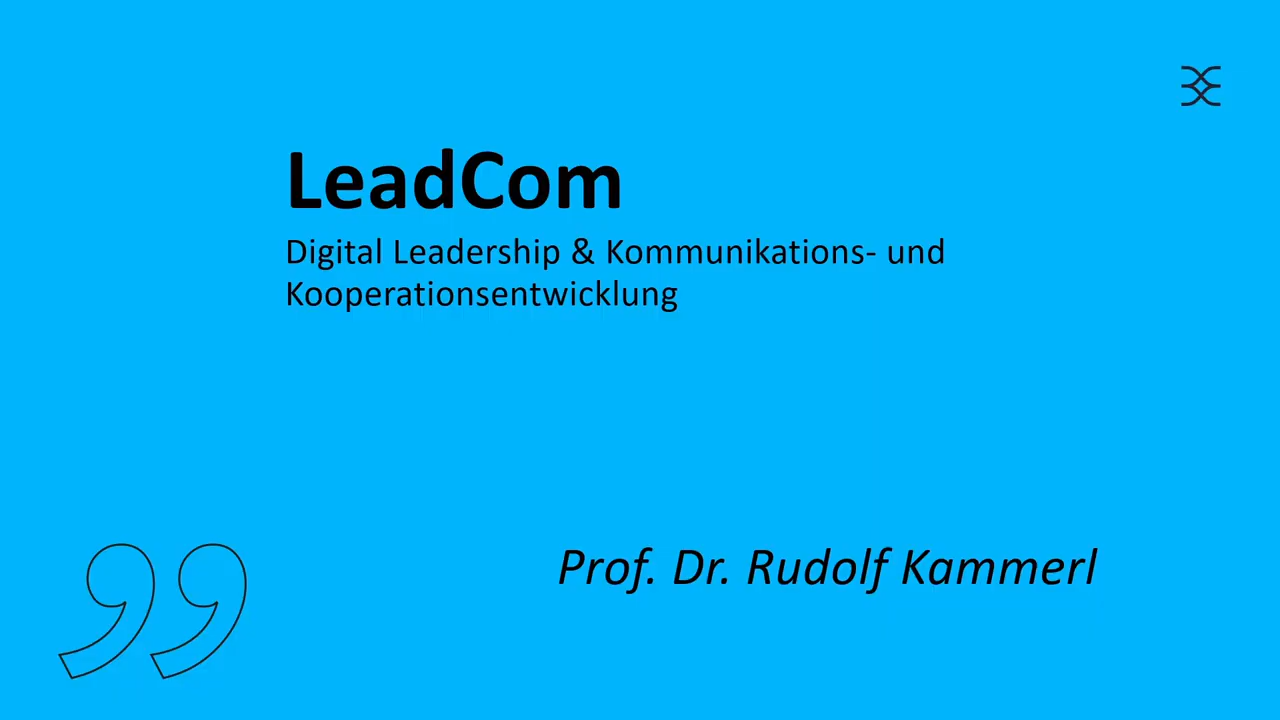 LeadCom
Digital Leadership & Kommunikations- und
Kooperationsentwicklung
Prof. Dr. Rudolf Kammerl